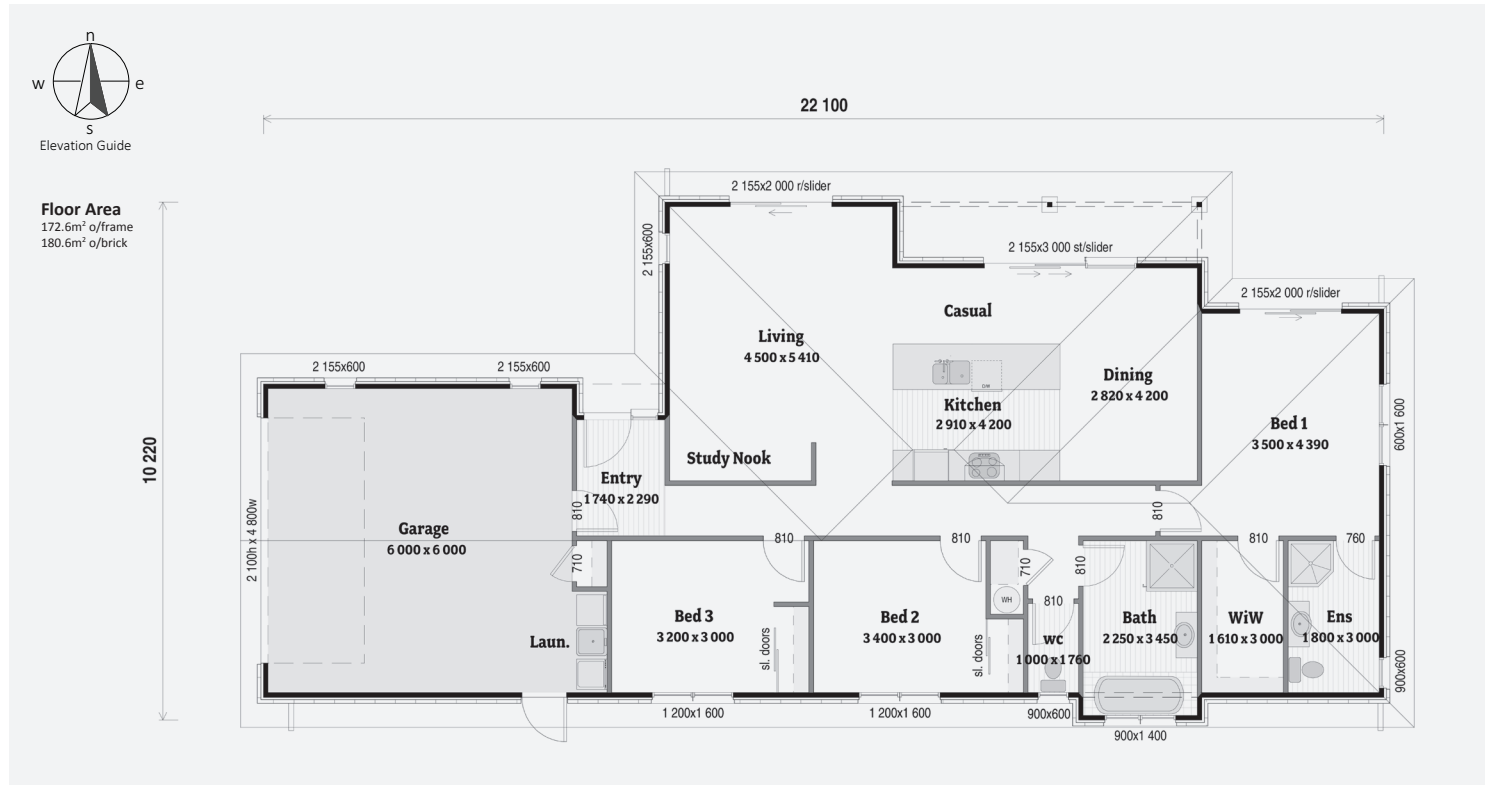 n
w e
s
Elevation Guide
22 100
Floor Area
172.6m² o/frame
180.6m² o/brick
10 220
2 155x2 000 r/slider
2 155x600
2 155x3 000 st/slider
2 155x2 000 r/slider
Casual
Living
4 500 x 5 410
2 155x600
2 155x600
D/W
Kitchen
2 910 x 4 200
Dining
2 820 x 4 200
Bed 1
3 500 x 4 390
600x1 600
Study Nook
Entry
1 740 x 2 290
810
810
Garage
6 000 x 6 000
2 100h x 4 800w
710
810
810
710
810
810
760
WH
810
Bed 3
3 200 x 3 000
sl. doors
Bed 2
3 400 x 3 000
sl. doors
wc
1 000 x 1 760
Bath
2 250 x 3 450
WiW
1 610 x 3 000
Ens
1 800 x 3 000
Laun.
900x600
1 200x1 600
1 200x1 600
900x600
900x1 400